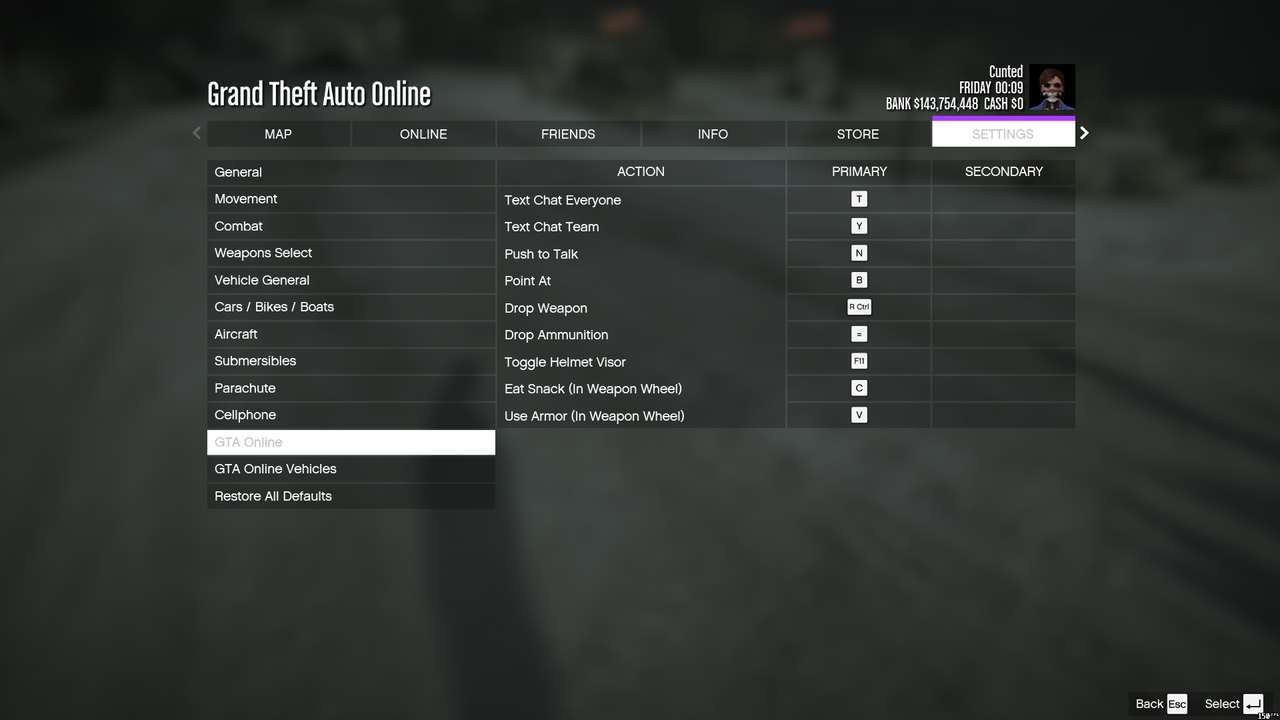 Grand Theft Auto Online
Cunted
FRIDAY 00:09
BANK $143,754,448 CASH $0
MAP ONLINE FRIENDS INFO STORE SETTINGS
General ACTION PRIMARY SECONDARY
Movement Text Chat Everyone T
Combat Text Chat Team Y
Weapons Select Push to Talk N
Vehicle General Point At B
Cars / Bikes / Boats Drop Weapon R Ctrl
Aircraft Drop Ammunition =
Submersibles Toggle Helmet Visor F11
Parachute Eat Snack (In Weapon Wheel) C
Cellphone Use Armor (In Weapon Wheel) V
GTA Online
GTA Online Vehicles
Restore All Defaults
Back Esc Select